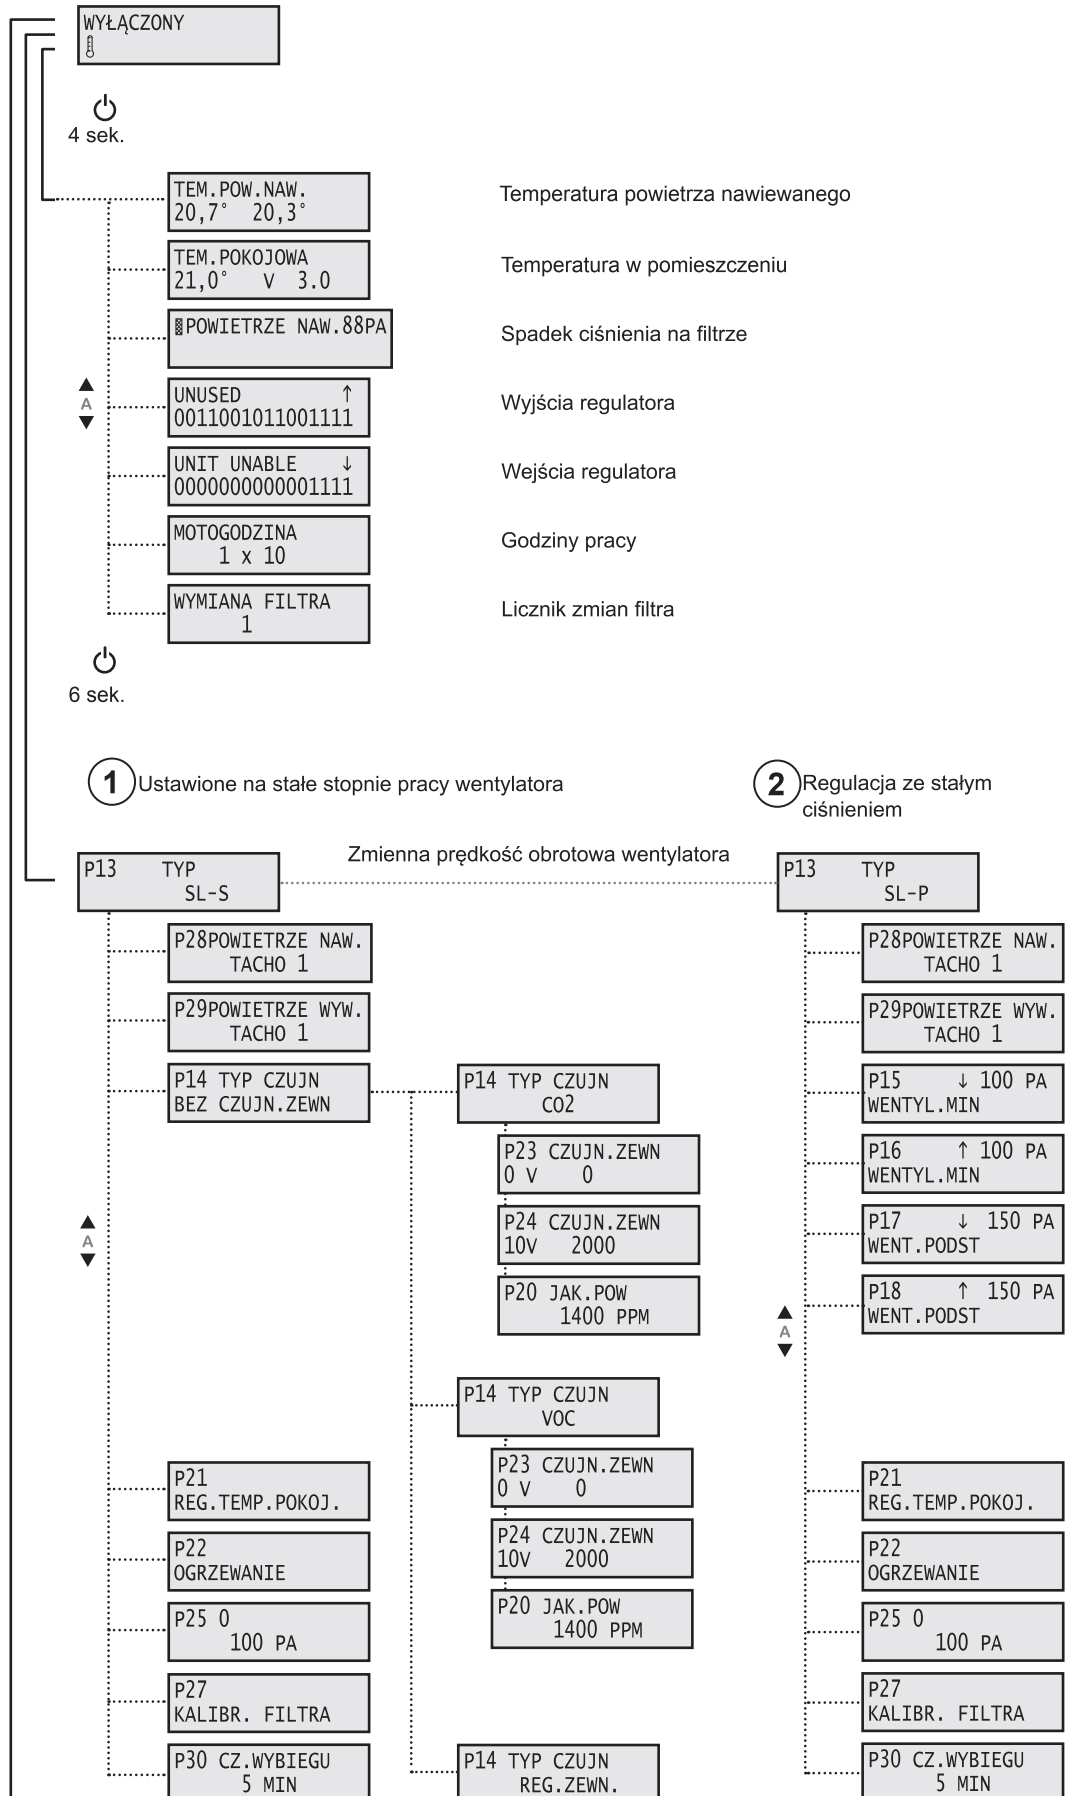 WYŁĄCZONY
4 sek.
TEM.POW.NAW.
20,7° 20,3°
Temperatura powietrza nawiewanego
TEM.POKOJOWA
21,0° V 3.0
Temperatura w pomieszczeniu
POWIETRZE NAW.88PA
Spadek ciśnienia na filtrze
UNUSED ↑
0011001011001111
Wyjścia regulatora
A
UNIT UNABLE ↓
0000000000001111
Wejścia regulatora
MOTOGODZINA
1 x 10
Godziny pracy
WYMIANA FILTRA
1
Licznik zmian filtra
6 sek.
1 Ustawione na stałe stopnie pracy wentylatora
2 Regulacja ze stałym
ciśnieniem
Zmienna prędkość obrotowa wentylatora
P13 TYP
SL-S
P28POWIETRZE NAW.
TACHO 1
P29POWIETRZE WYW.
TACHO 1
P14 TYP CZUJN
BEZ CZUJN.ZEWN
A
P21
REG.TEMP.POKOJ.
P22
OGRZEWANIE
P25 0
100 PA
P27
KALIBR. FILTRA
P30 CZ.WYBIEGU
5 MIN
P14 TYP CZUJN
CO2
P23 CZUJN.ZEWN
0 V 0
P24 CZUJN.ZEWN
10V 2000
P20 JAK.POW
1400 PPM
P14 TYP CZUJN
VOC
P23 CZUJN.ZEWN
0 V 0
P24 CZUJN.ZEWN
10V 2000
P20 JAK.POW
1400 PPM
P14 TYP CZUJN
REG.ZEWN.
P13 TYP
SL-P
P28POWIETRZE NAW.
TACHO 1
P29POWIETRZE WYW.
TACHO 1
P15 ↓ 100 PA
WENTYL.MIN
P16 ↑ 100 PA
WENTYL.MIN
P17 ↓ 150 PA
WENT.PODST
P18 ↑ 150 PA
WENT.PODST
A
P21
REG.TEMP.POKOJ.
P22
OGRZEWANIE
P25 0
100 PA
P27
KALIBR. FILTRA
P30 CZ.WYBIEGU
5 MIN